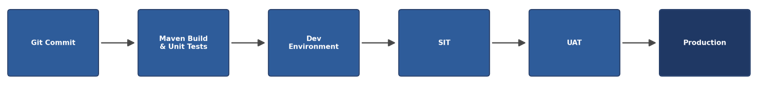 Git Commit
Maven Build
& Unit Tests
Dev
Environment
SIT
UAT
Production